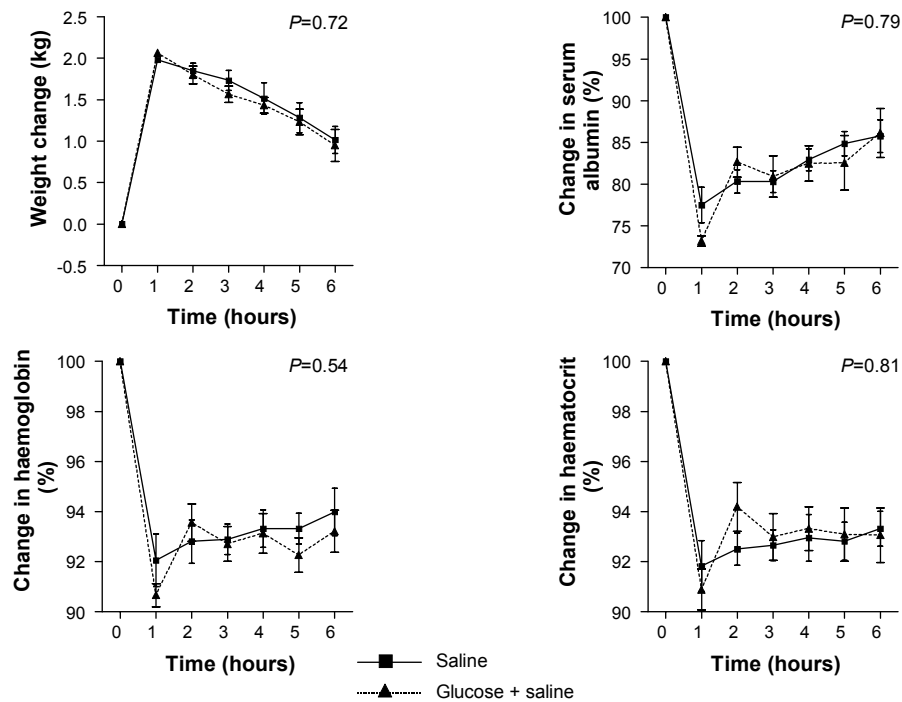 P=0.72
Weight change (kg)
2.5
2.0
1.5
1.0
0.5
0.0
-0.5
0 1 2 3 4 5 6
Time (hours)
P=0.79
Change in serum
albumin (%)
100
95
90
85
80
75
70
0 1 2 3 4 5 6
Time (hours)
P=0.54
Change in haemoglobin
(%)
100
98
96
94
92
90
0 1 2 3 4 5 6
Time (hours)
P=0.81
Change in haematocrit
(%)
100
98
96
94
92
90
0 1 2 3 4 5 6
Time (hours)
Saline
Glucose + saline